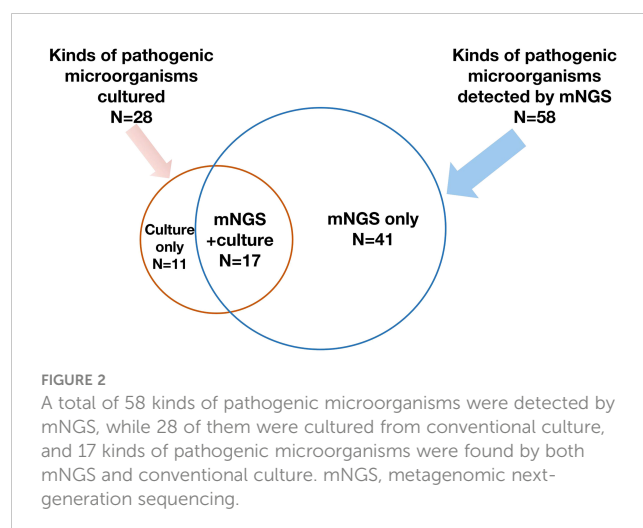 Kinds of pathogenic
microorganisms
cultured
N=28
Kinds of pathogenic
microorganisms
detected by mNGS
N=58
Culture
only
N=11
mNGS
+culture
N=17
mNGS only
N=41
FIGURE 2
A total of 58 kinds of pathogenic microorganisms were detected by
mNGS, while 28 of them were cultured from conventional culture,
and 17 kinds of pathogenic microorganisms were found by both
mNGS and conventional culture. mNGS, metagenomic next-
generation sequencing.